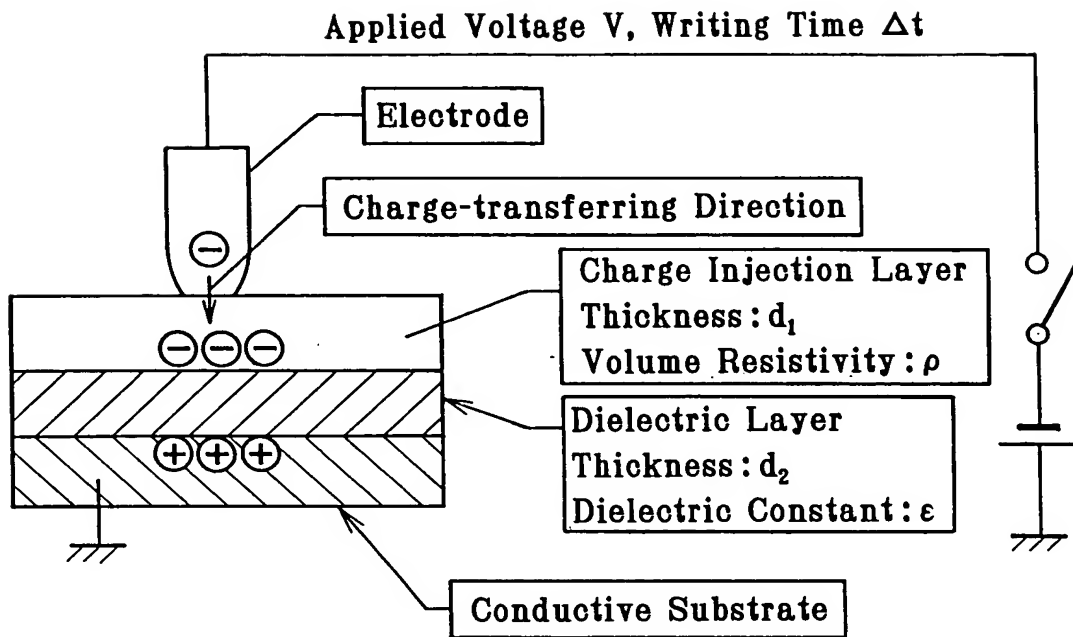 Applied Voltage V, Writing Time Δt
Electrode
Charge-transferring Direction
Charge Injection Layer
Thickness : d₁
Volume Resistivity : ρ
Dielectric Layer
Thickness : d₂
Dielectric Constant : ε
Conductive Substrate
− 
− − −
+ + +